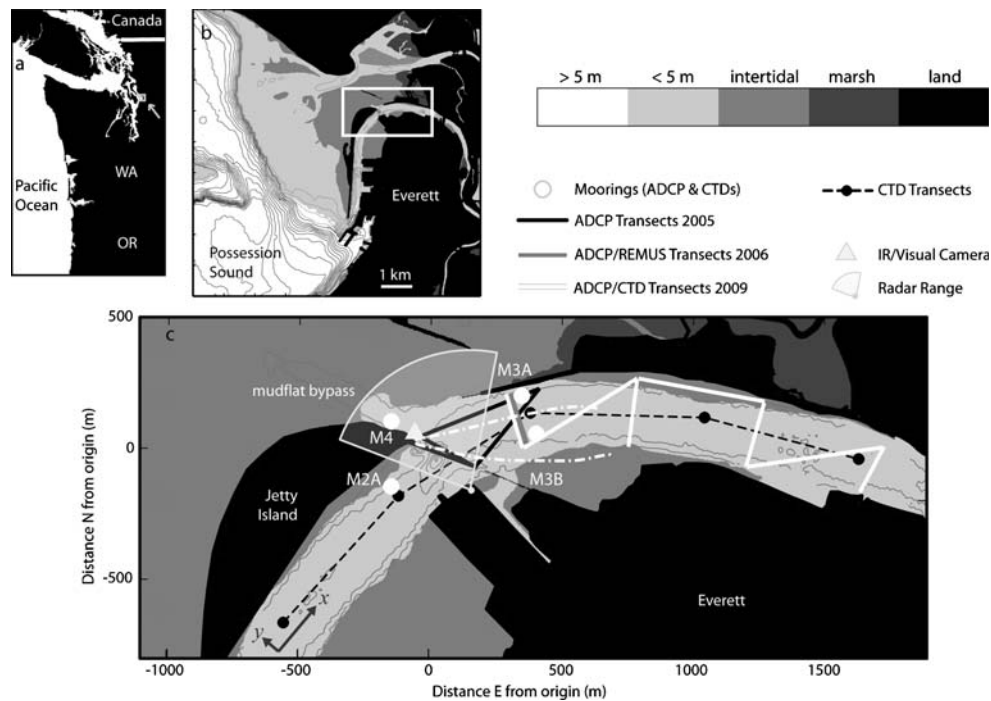 Canada
a
WA
Pacific
Ocean
OR
b
Everett
Possession
Sound
1 km
> 5 m
< 5 m
intertidal
marsh
land
Moorings (ADCP & CTDs)
CTD Transects
ADCP Transects 2005
ADCP/REMUS Transects 2006
IR/Visual Camera
ADCP/CTD Transects 2009
Radar Range
c
mudflat bypass
M3A
M4
M2A
M3B
Jetty
Island
Everett
x
y
500
0
-500
Distance N from origin (m)
-1000
-500
0
500
1000
1500
Distance E from origin (m)